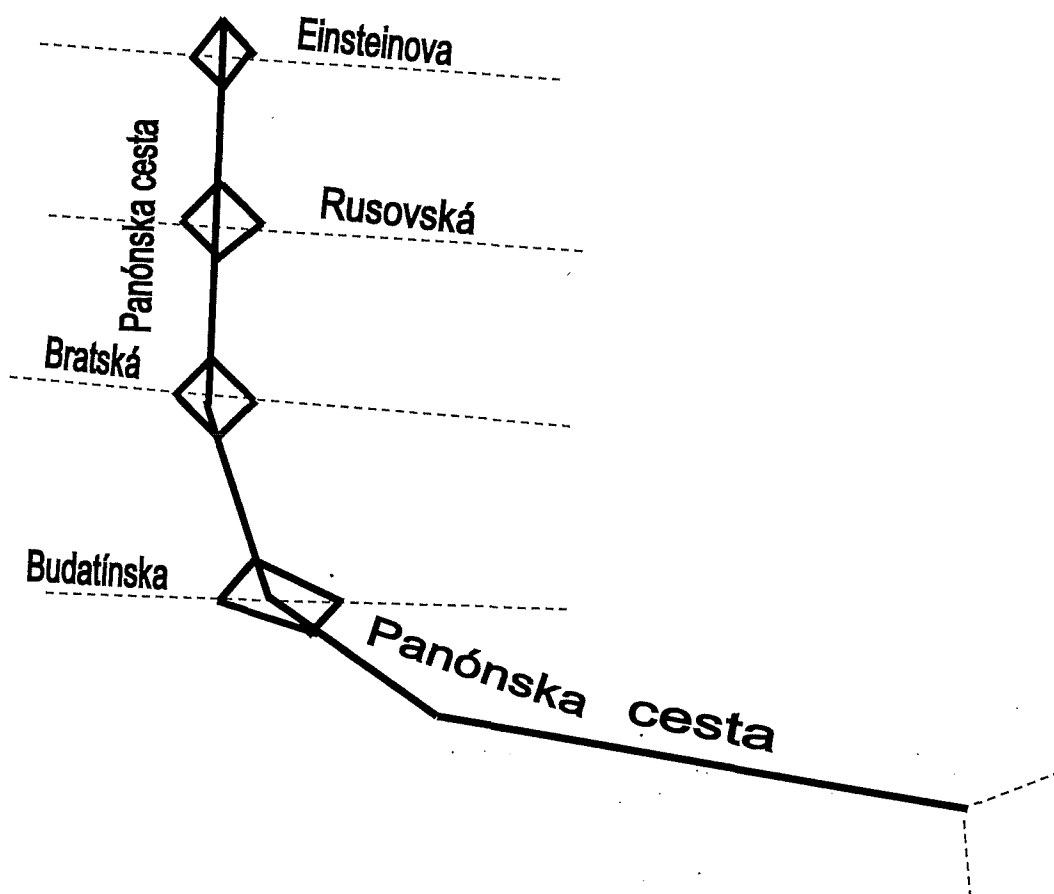 Einsteinova
Panónska cesta
Rusovská
Bratská
Budatínska
Panónska cesta